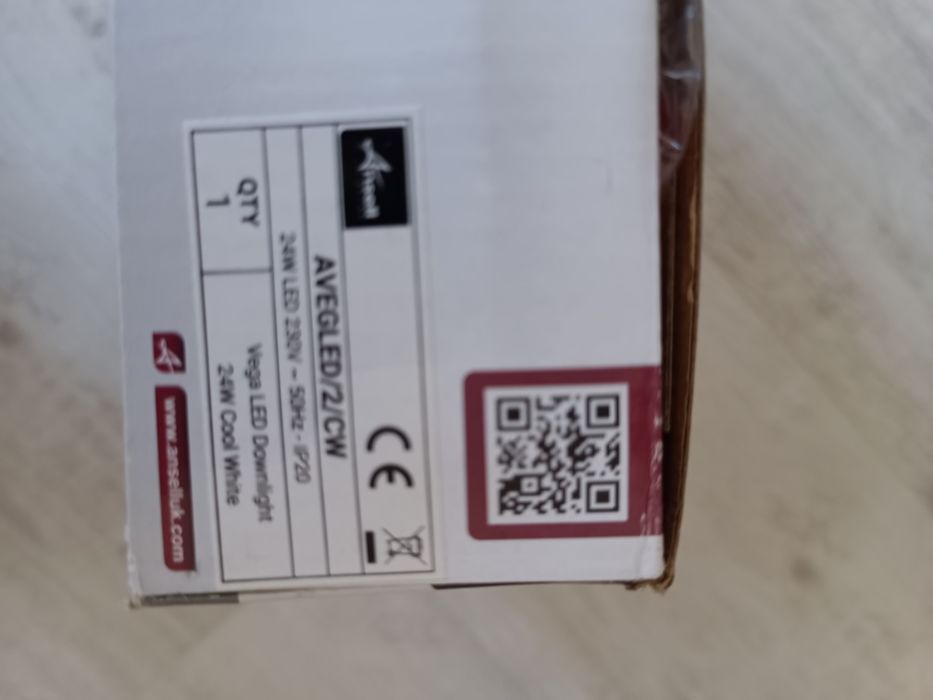 Ansell
CE
AVEGLED/2/CW
24W LED 230V ~ 50Hz - IP20
QTY
1
Vega LED Downlight
24W Cool White
www.anselluk.com